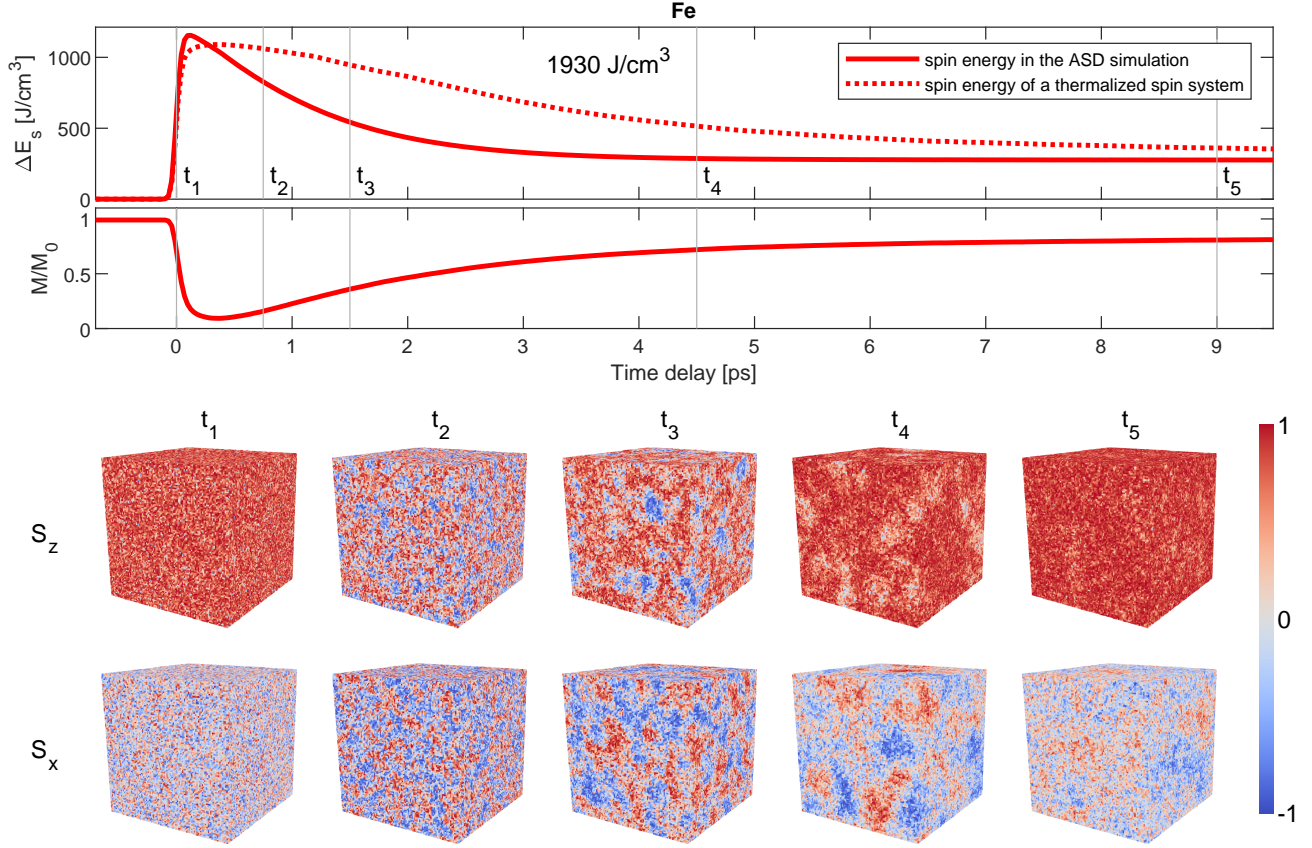 Fe
ΔE_s [J/cm^3]
1000
500
0
1930 J/cm^3
spin energy in the ASD simulation
spin energy of a thermalized spin system
t_1 t_2 t_3 t_4 t_5
M/M_0
1
0.5
0
0 1 2 3 4 5 6 7 8 9
Time delay [ps]
t_1 t_2 t_3 t_4 t_5
S_z
S_x
1
0
-1